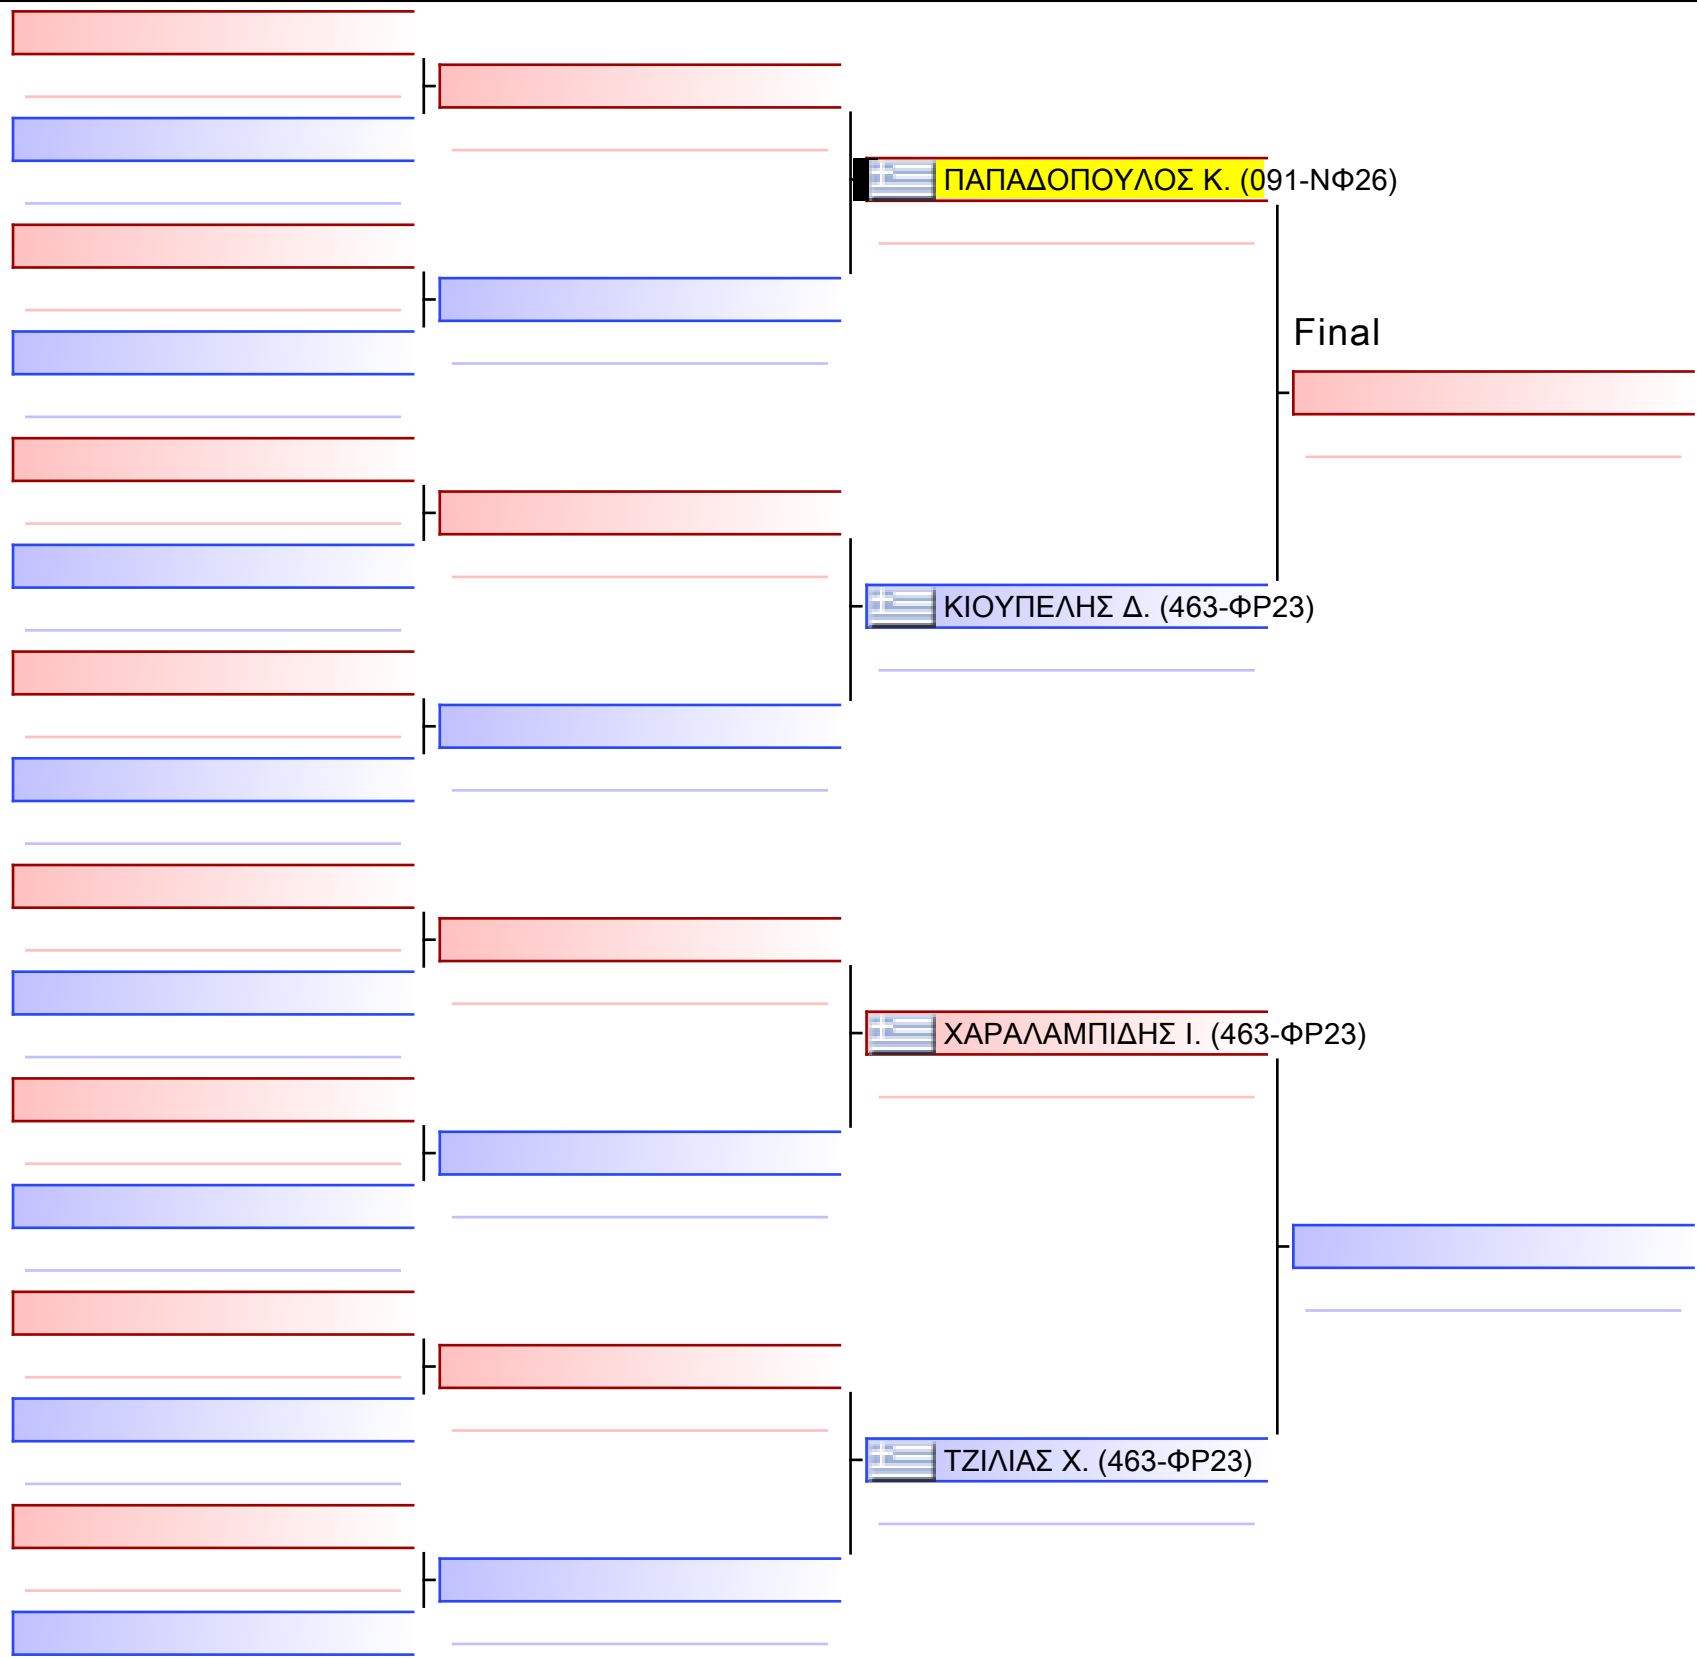 ΠΑΠΑΔΟΠΟΥΛΟΣ Κ. (091-ΝΦ26)
Final
ΚΙΟΥΠΕΛΗΣ Δ. (463-ΦΡ23)
ΧΑΡΑΛΑΜΠΙΔΗΣ Ι. (463-ΦΡ23)
ΤΖΙΛΙΑΣ Χ. (463-ΦΡ23)